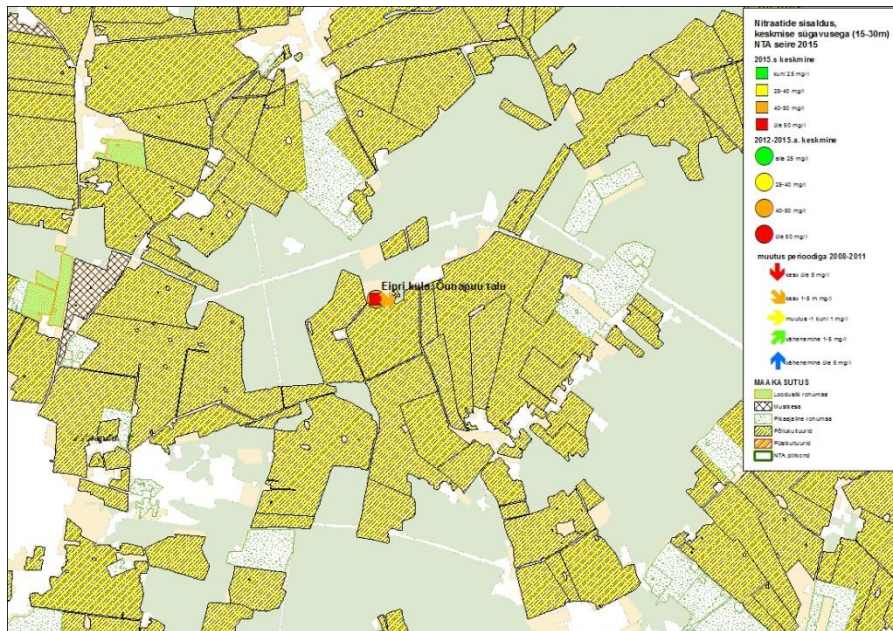 Nitraatide sisaldus,
keskmise sügavusega (15-30m)
NTA seire 2015
2015.a keskmine
kuni 25 mg/l
25-40 mg/l
40-50 mg/l
üle 50 mg/l
2012-2015.a. keskmine
alla 25 mg/l
25-40 mg/l
40-50 mg/l
üle 50 mg/l
muutus perioodiga 2008-2011
kasv üle 5 mg/l
kasv 1-5 m mg/l
muutus -1 kuni 1 mg/l
vähenemine 1-5 mg/l
vähenemine üle 5 mg/l
MAAKASUTUS
Looduslik rohumaa
Mustkesa
Pikaajaline rohumaa
Põllukultuurid
Püsikultuurid
NTA piirkond
Eipri küla, Õunapuu talu